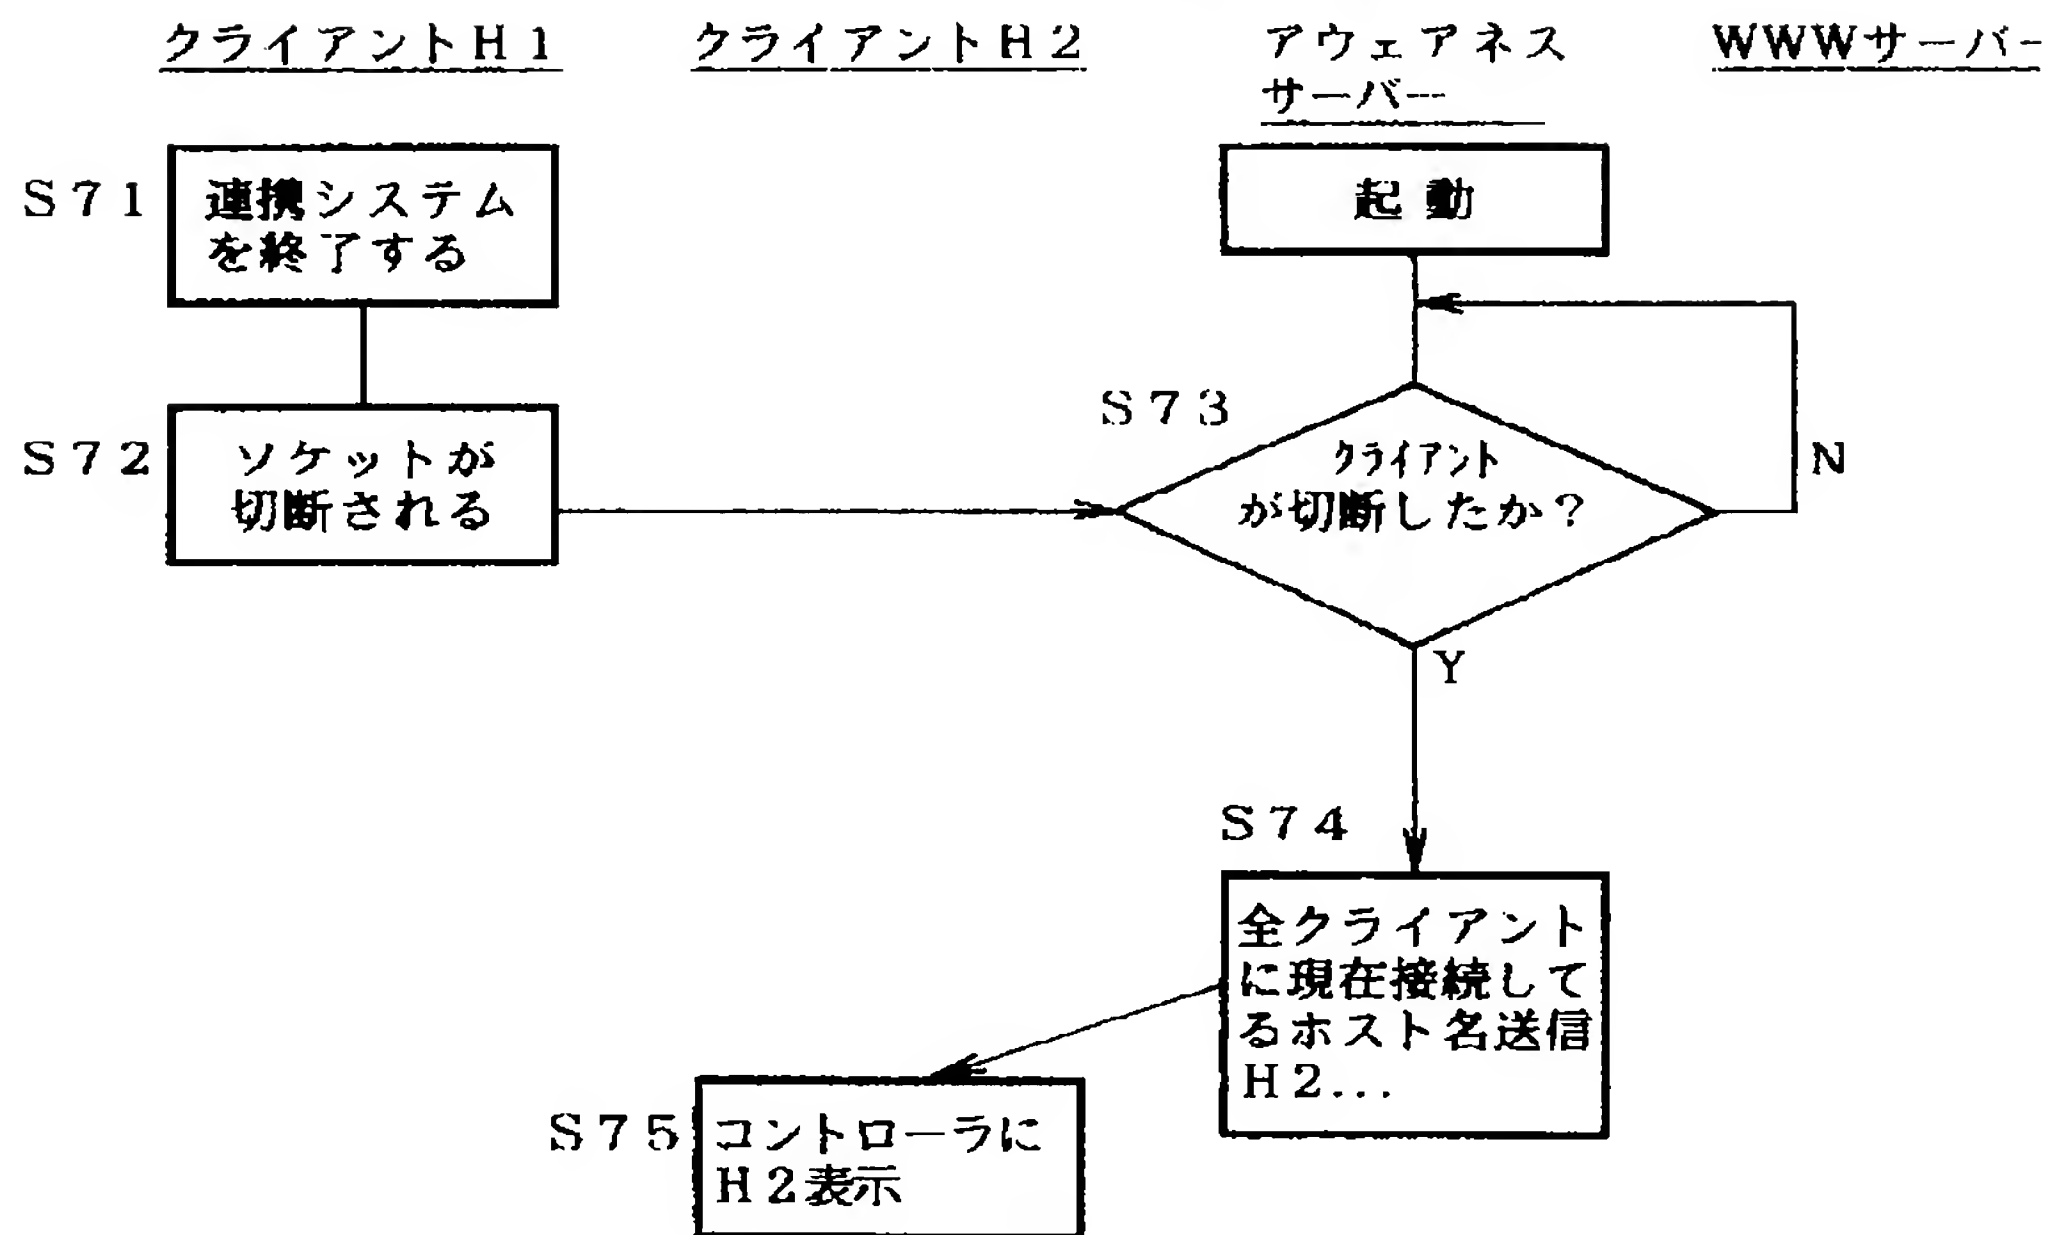 クライアントH1
クライアントH2
アウェアネス
サーバー
WWWサーバー
S71
連携システム
を終了する
起動
S72
ソケットが
切断される
S73
クライアント
が切断したか?
N
Y
S74
全クライアント
に現在接続して
るホスト名送信
H2...
S75
コントローラに
H2表示